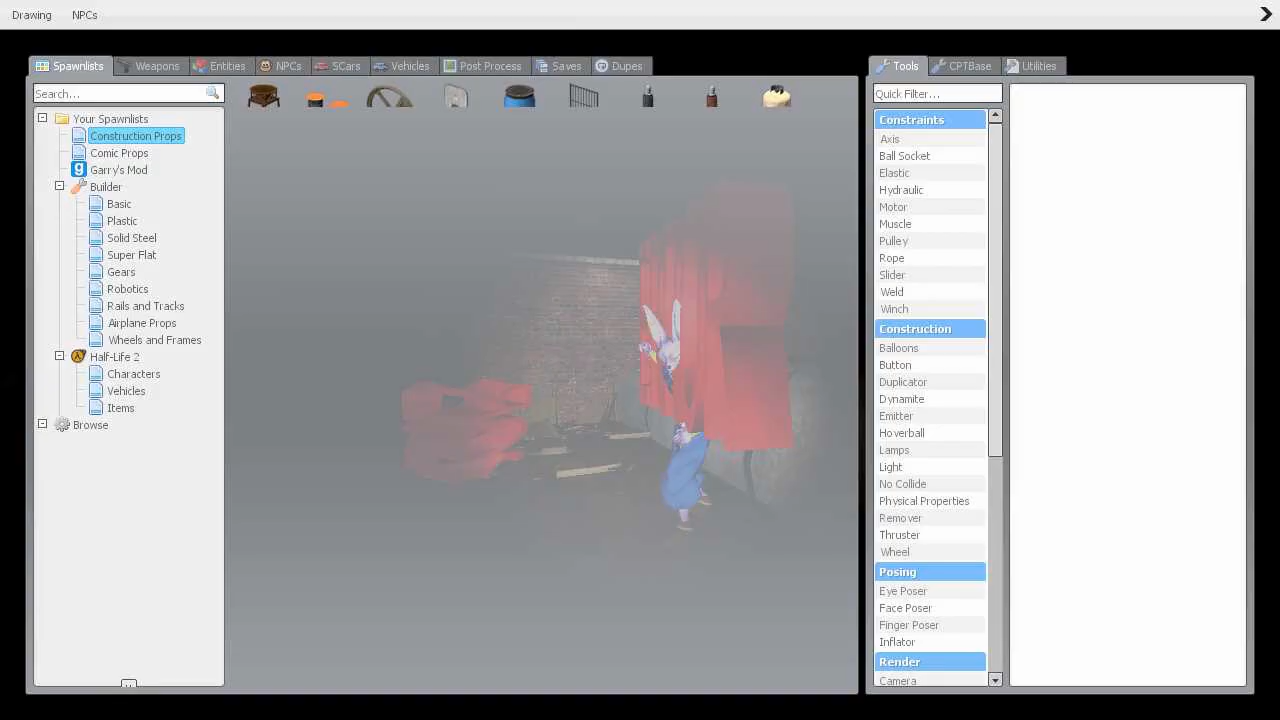 Drawing NPCs
Spawnlists Weapons Entities NPCs SCars Vehicles Post Process Saves Dupes
Search...
Your Spawnlists
Construction Props
Comic Props
Garry's Mod
Builder
Basic
Plastic
Solid Steel
Super Flat
Gears
Robotics
Rails and Tracks
Airplane Props
Wheels and Frames
Half-Life 2
Characters
Vehicles
Items
Browse
Tools CPTBase Utilities
Quick Filter...
Constraints
Axis
Ball Socket
Elastic
Hydraulic
Motor
Muscle
Pulley
Rope
Slider
Weld
Winch
Construction
Balloons
Button
Duplicator
Dynamite
Emitter
Hoverball
Lamps
Light
No Collide
Physical Properties
Remover
Thruster
Wheel
Posing
Eye Poser
Face Poser
Finger Poser
Inflator
Render
Camera